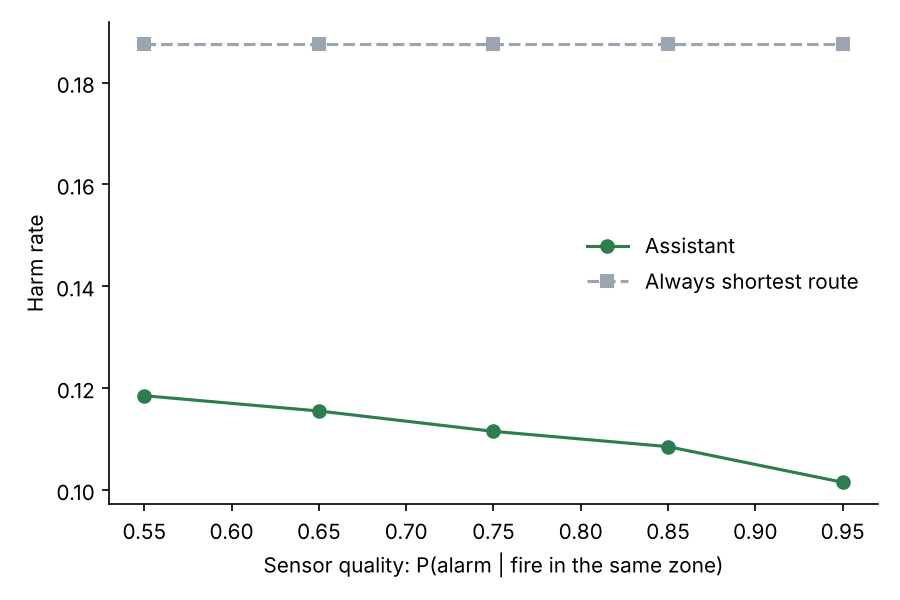 0.18
0.16
0.14
0.12
0.10
Harm rate
Assistant
Always shortest route
0.55 0.60 0.65 0.70 0.75 0.80 0.85 0.90 0.95
Sensor quality: P(alarm | fire in the same zone)